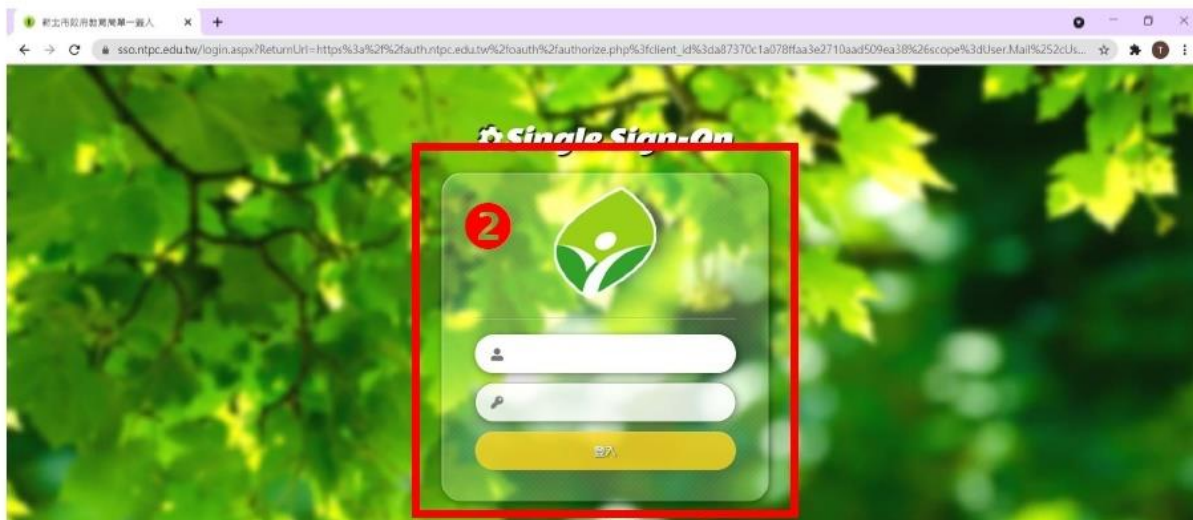 新北市政府教育局單一簽入
sso.ntpc.edu.tw/login.aspx?ReturnUrl=https%3a%2f%2fauth.ntpc.edu.tw%2foauth%2fauthorize.php%3fclient_id%3da87370c1a078ffaa3e2710aad509ea38%26scope%3dUser.Mail%252cUs...
T
Single Sign-On
2
登入